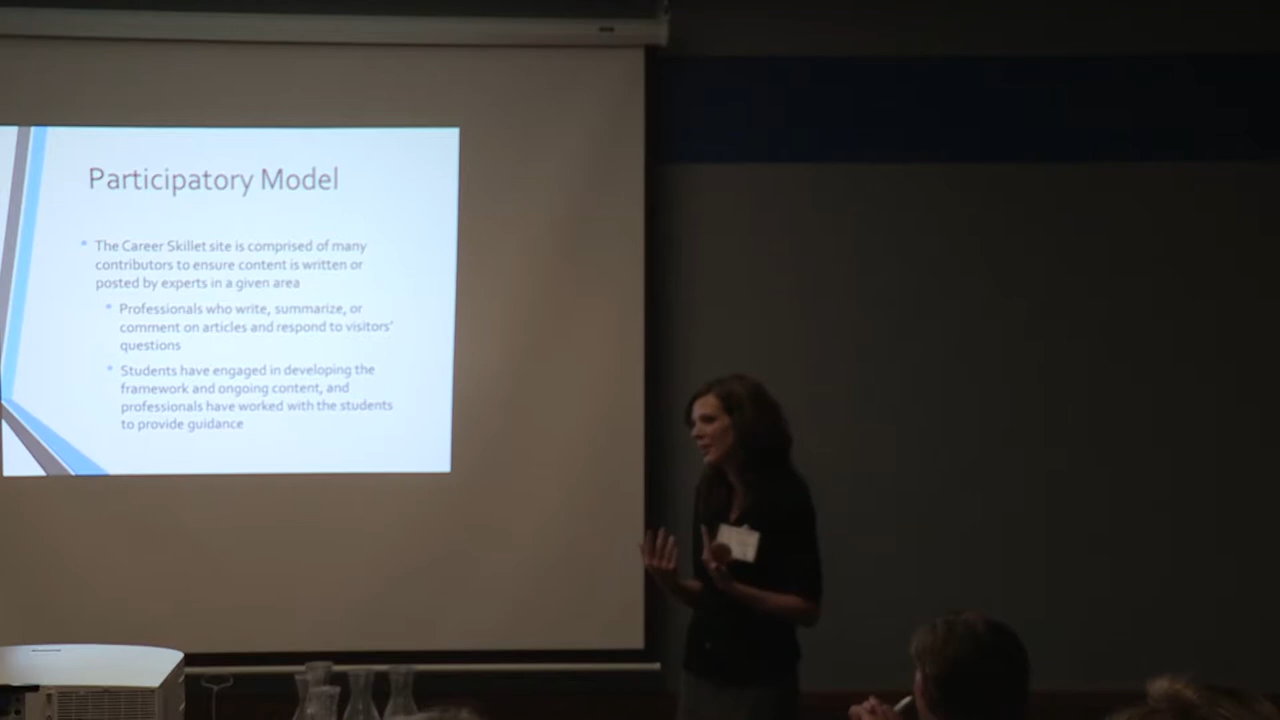 Participatory Model
The Career Skillet site is comprised of many
contributors to ensure content is written or
posted by experts in a given area
Professionals who write, summarize, or
comment on articles and respond to visitors'
questions
Students have engaged in developing the
framework and ongoing content, and
professionals have worked with the students
to provide guidance